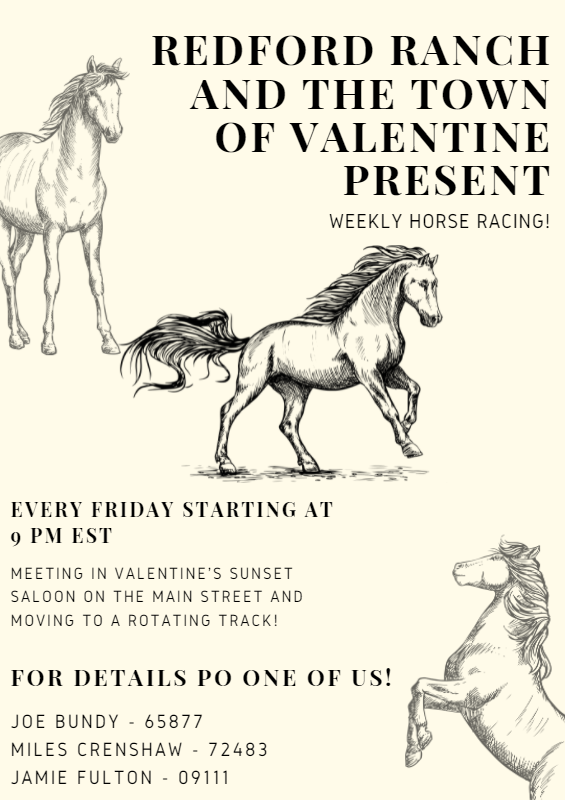 REDFORD RANCH
AND THE TOWN
OF VALENTINE
PRESENT
WEEKLY HORSE RACING!
EVERY FRIDAY STARTING AT
9 PM EST
MEETING IN VALENTINE'S SUNSET
SALOON ON THE MAIN STREET AND
MOVING TO A ROTATING TRACK!
FOR DETAILS PO ONE OF US!
JOE BUNDY - 65877
MILES CRENSHAW - 72483
JAMIE FULTON - 09111